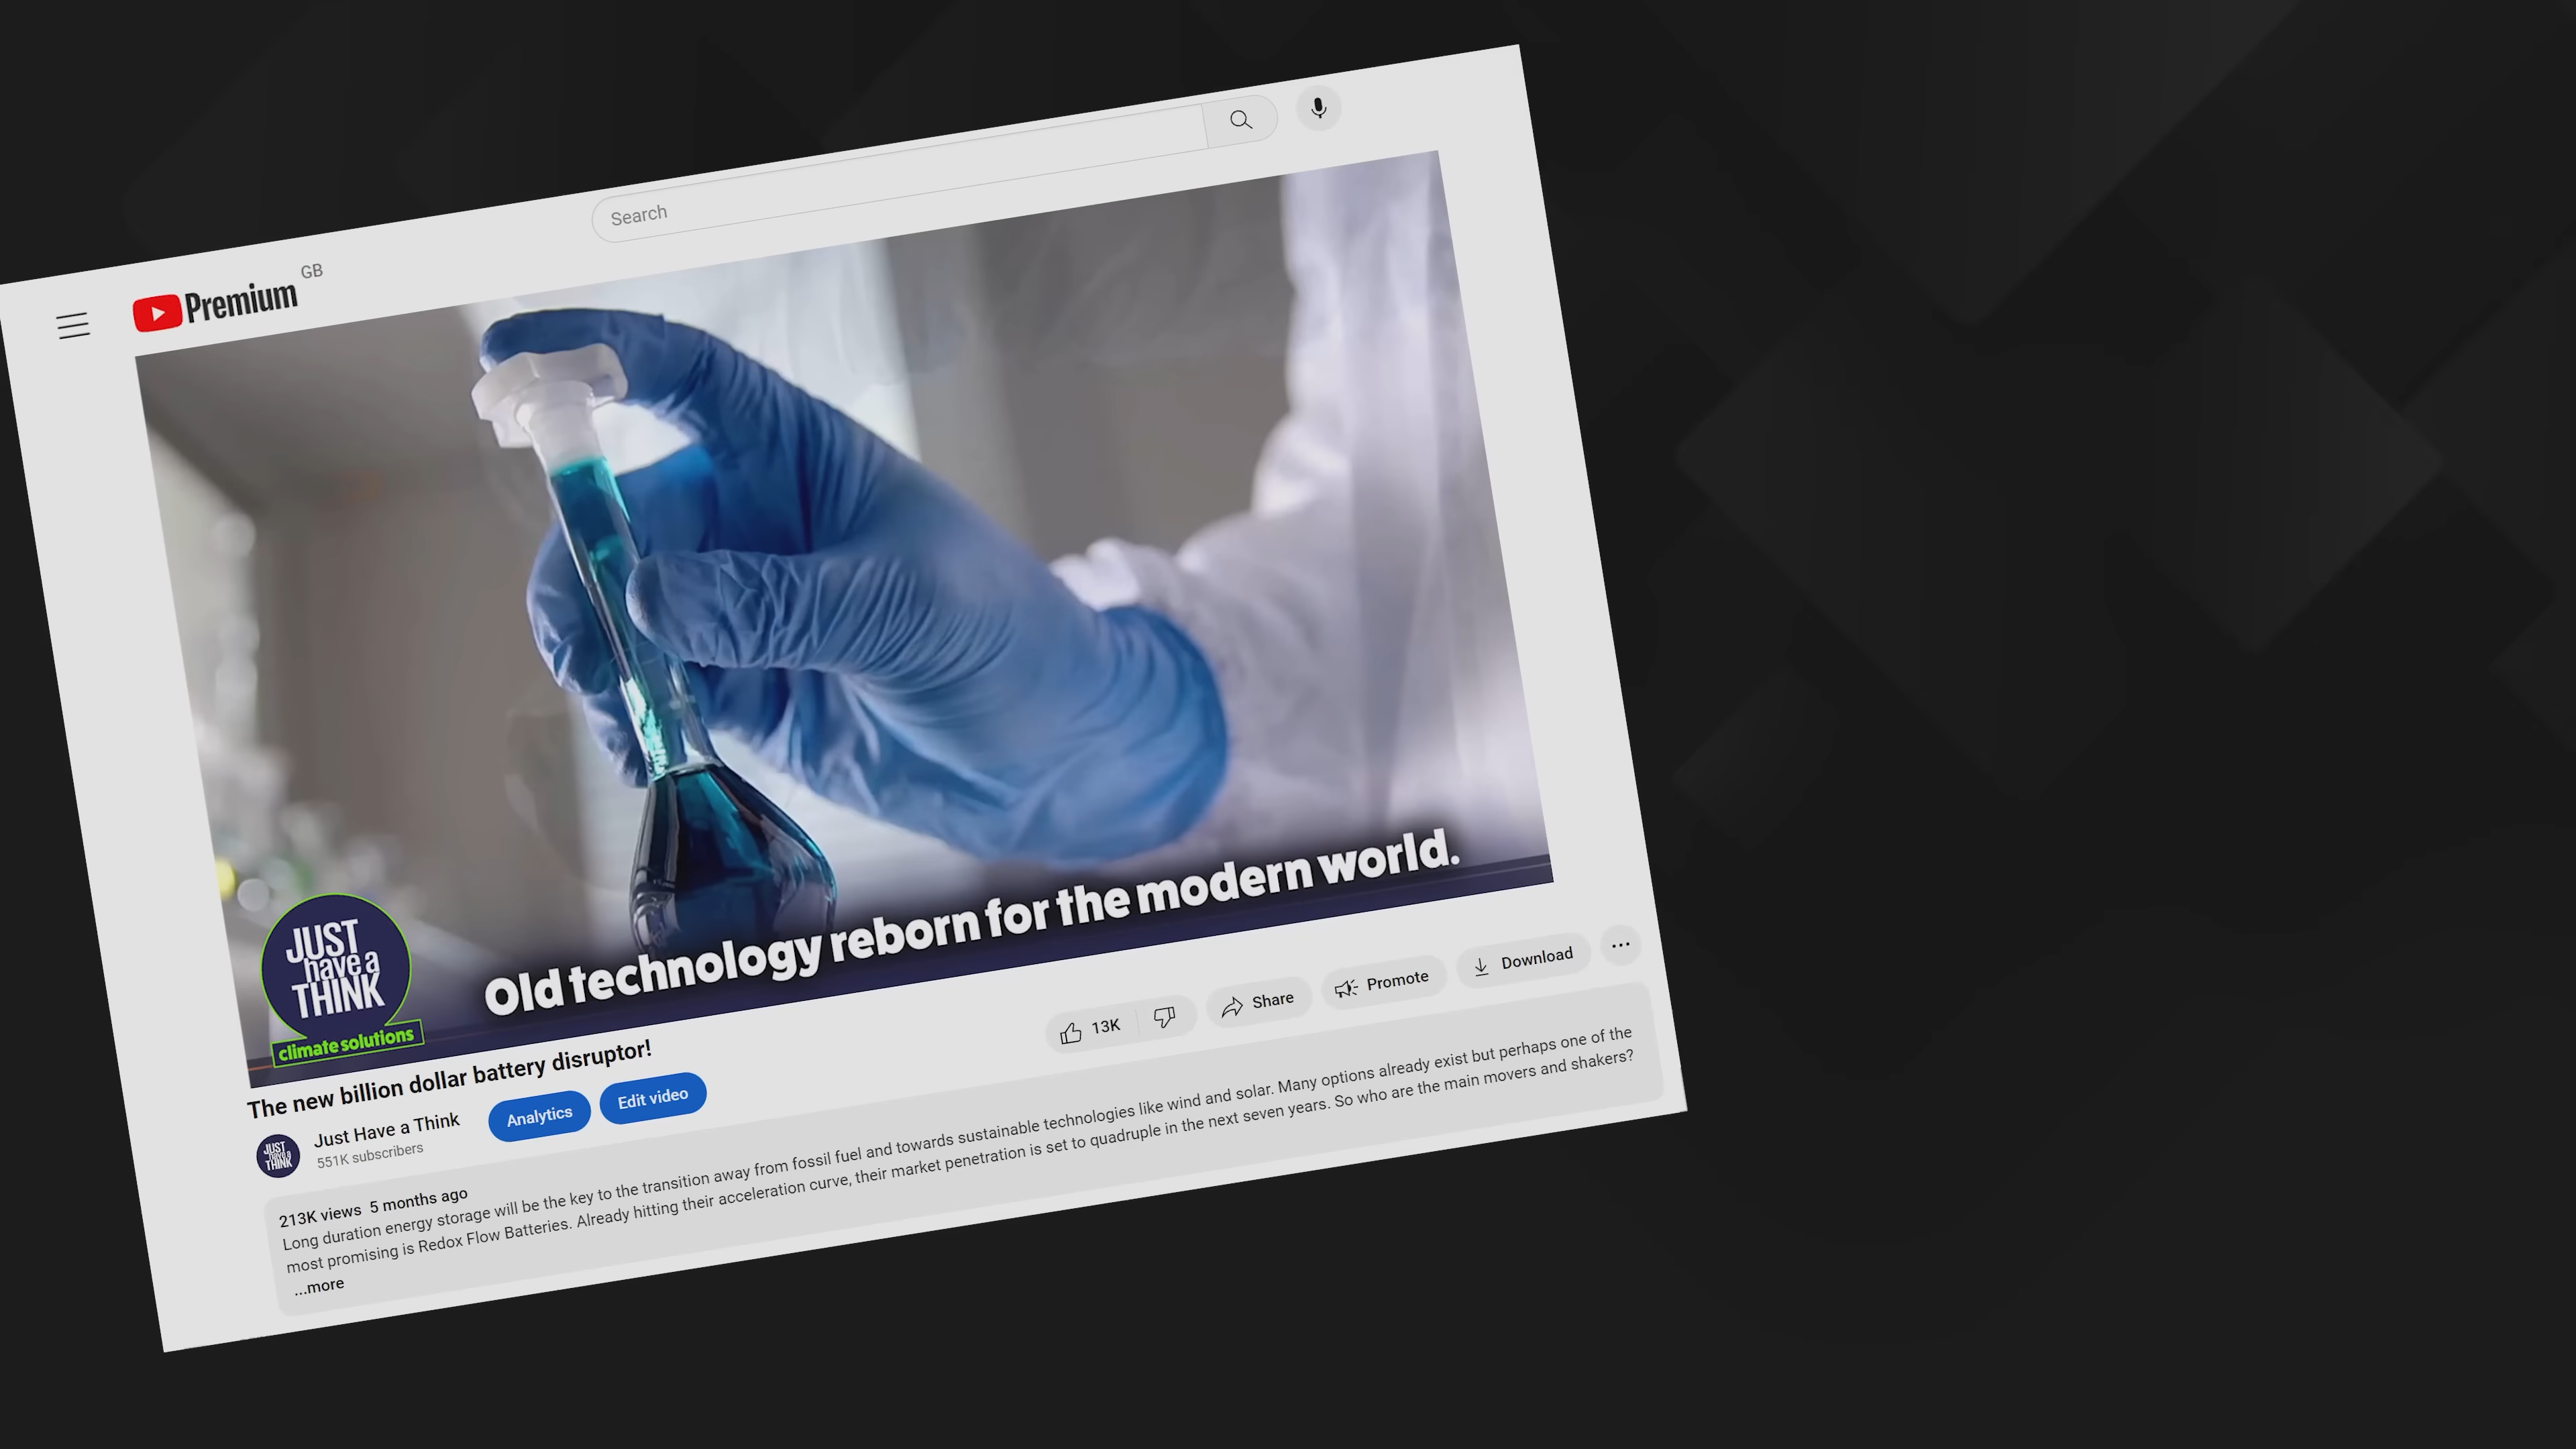 GB
Premium
Search
JUST
have a
THINK
climate solutions
Old technology reborn for the modern world.
The new billion dollar battery disruptor!
JUST
have a
THINK
Just Have a Think
551K subscribers
Analytics
Edit video
13K
Share
Promote
Download
213K views 5 months ago
Long duration energy storage will be the key to the transition away from fossil fuel and towards sustainable technologies like wind and solar. Many options already exist but perhaps one of the
most promising is Redox Flow Batteries. Already hitting their acceleration curve, their market penetration is set to quadruple in the next seven years. So who are the main movers and shakers?
...more